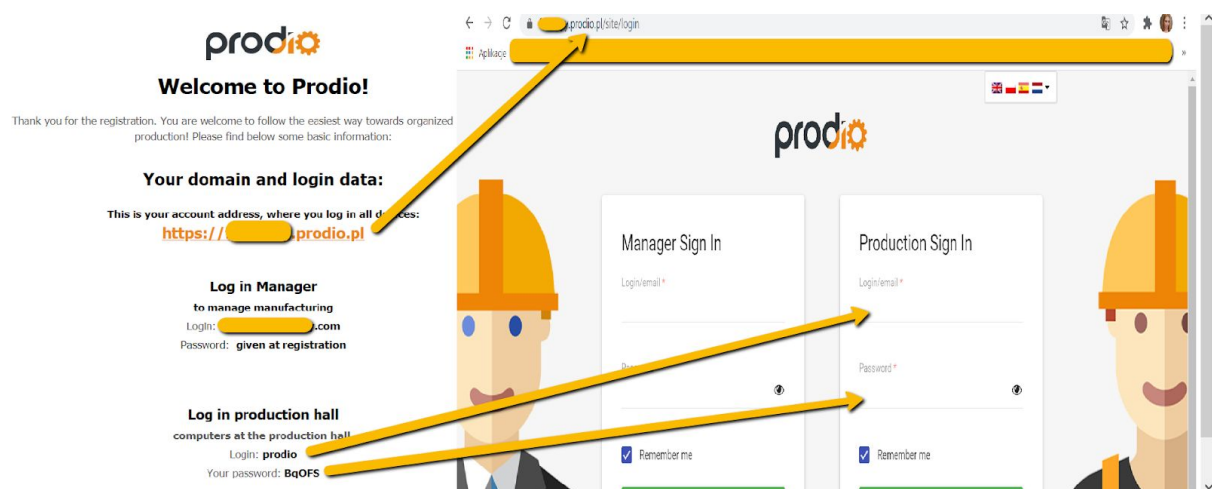 prodio
Welcome to Prodio!
Thank you for the registration. You are welcome to follow the easiest way towards organized
production! Please find below some basic information:
Your domain and login data:
This is your account address, where you log in all devices:
https:// .prodio.pl
Log in Manager
to manage manufacturing
Login: .com
Password: given at registration
Log in production hall
computers at the production hall
Login: prodio
Your password: BqOFS
.prodio.pl/site/login
Aplikacje
»
prodio
Manager Sign In
Login/email *
Remember me
Production Sign In
Login/email *
Password *
Remember me